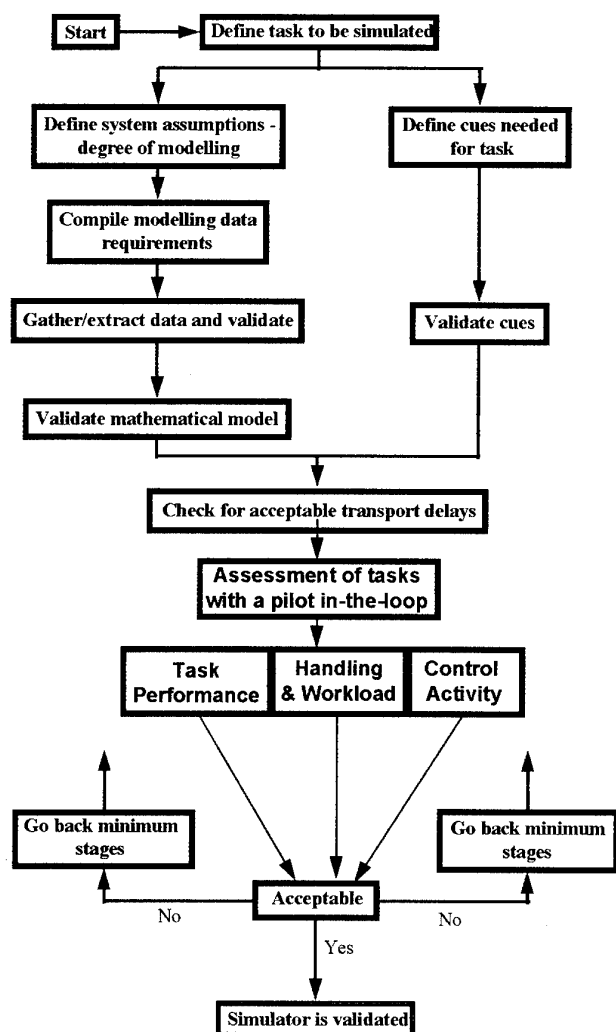 Start
Define task to be simulated
Define system assumptions -
degree of modelling
Define cues needed
for task
Compile modelling data
requirements
Gather/extract data and validate
Validate cues
Validate mathematical model
Check for acceptable transport delays
Assessment of tasks
with a pilot in-the-loop
Task
Performance
Handling
& Workload
Control
Activity
Go back minimum
stages
Go back minimum
stages
Acceptable
No
No
Yes
Simulator is validated